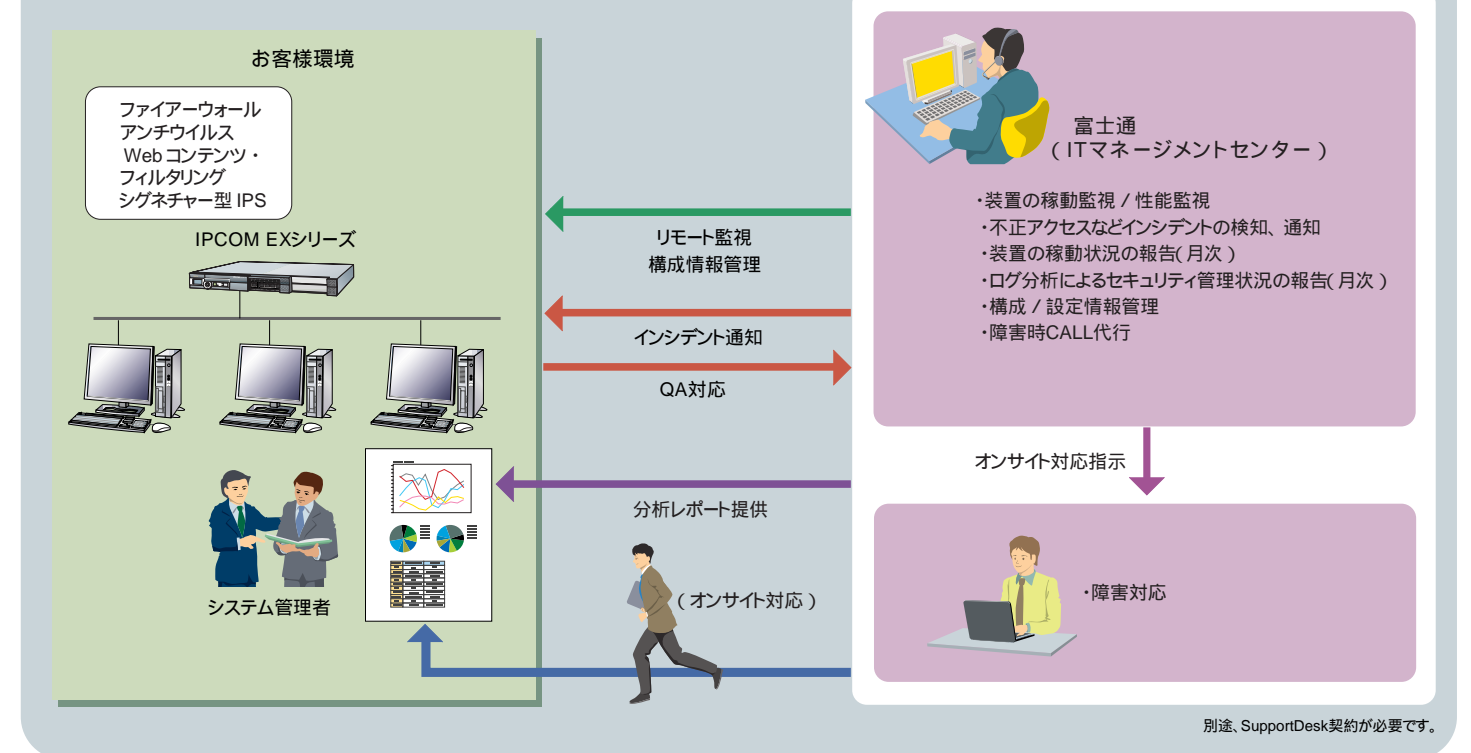 お客様環境
ファイアーウォール
アンチウイルス
Web コンテンツ・
フィルタリング
シグネチャー型 IPS
IPCOM EXシリーズ
システム管理者
リモート監視
構成情報管理
インシデント通知
QA対応
分析レポート提供
(オンサイト対応)
富士通
(ITマネージメントセンター)
・装置の稼動監視 / 性能監視
・不正アクセスなどインシデントの検知、通知
・装置の稼動状況の報告(月次)
・ログ分析によるセキュリティ管理状況の報告(月次)
・構成 / 設定情報管理
・障害時CALL代行
オンサイト対応指示
・障害対応
別途、SupportDesk契約が必要です。